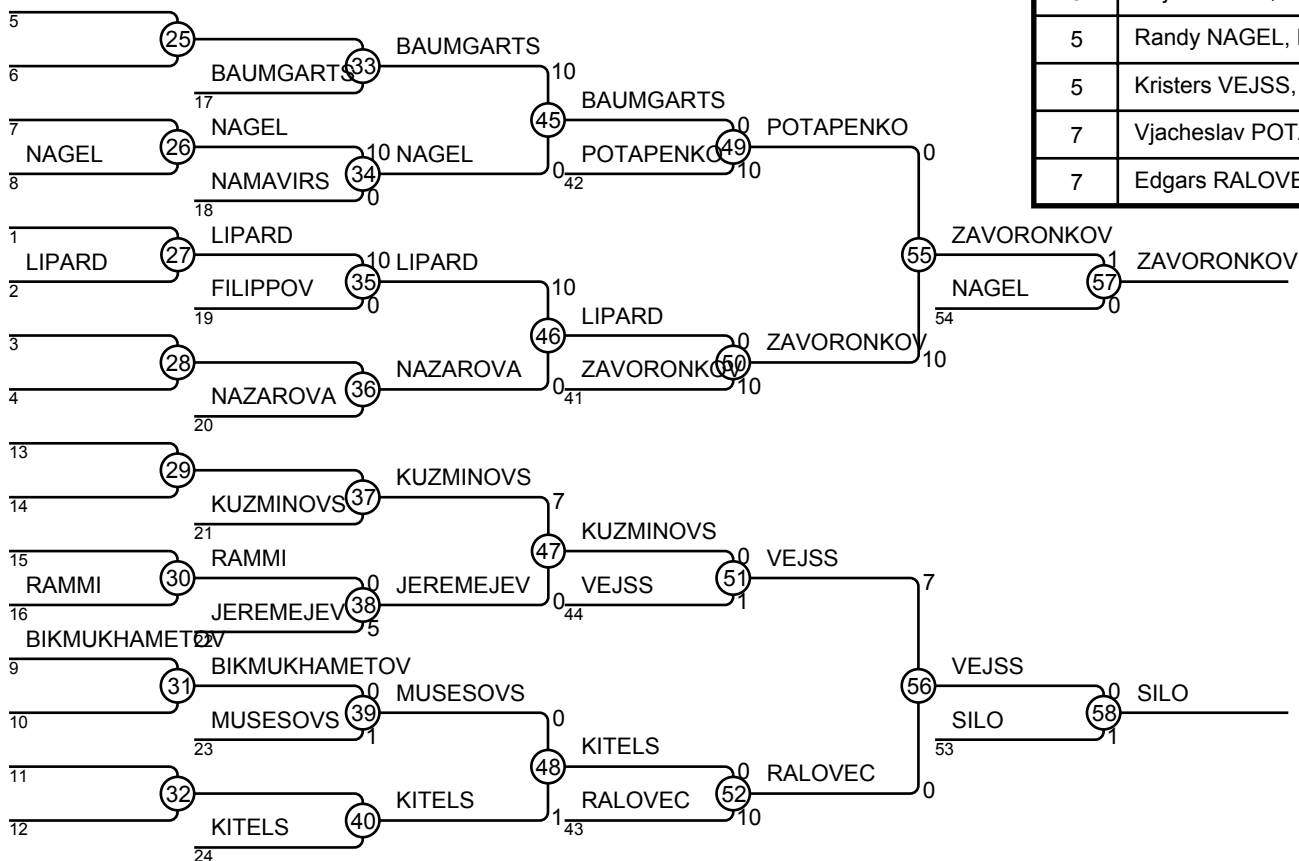 5
25
6
BAUMGARTS
33
BAUMGARTS
17
10
7
NAGEL
26
NAGEL
8
10
NAGEL
NAMAVIRS
34
0
18
45
0
BAUMGARTS
0
POTAPENKO
49
10
42
POTAPENKO
0
1
LIPARD
27
LIPARD
2
10
LIPARD
FILIPPOV
35
0
19
10
3
28
4
NAZAROVA
36
NAZAROVA
20
46
0
LIPARD
0
ZAVORONKOV
50
10
41
ZAVORONKOV
10
55
ZAVORONKOV
1
NAGEL
57
0
54
ZAVORONKOV
13
29
14
KUZMINOVS
37
KUZMINOVS
21
7
15
RAMMI
30
RAMMI
16
0
JEREMEJEV
JEREMEJEV
38
5
22
47
0
KUZMINOVS
0
VEJSS
51
1
44
VEJSS
7
BIKMUKHAMETOV
9
31
BIKMUKHAMETOV
10
0
MUSESOVS
MUSESOVS
39
1
23
0
11
32
12
KITELS
40
KITELS
24
48
1
KITELS
0
RALOVEC
52
10
43
RALOVEC
0
56
VEJSS
0
SILO
58
1
53
SILO
5 Randy NAGEL,
5 Kristers VEJSS,
7 Vjacheslav POTA
7 Edgars RALOVE